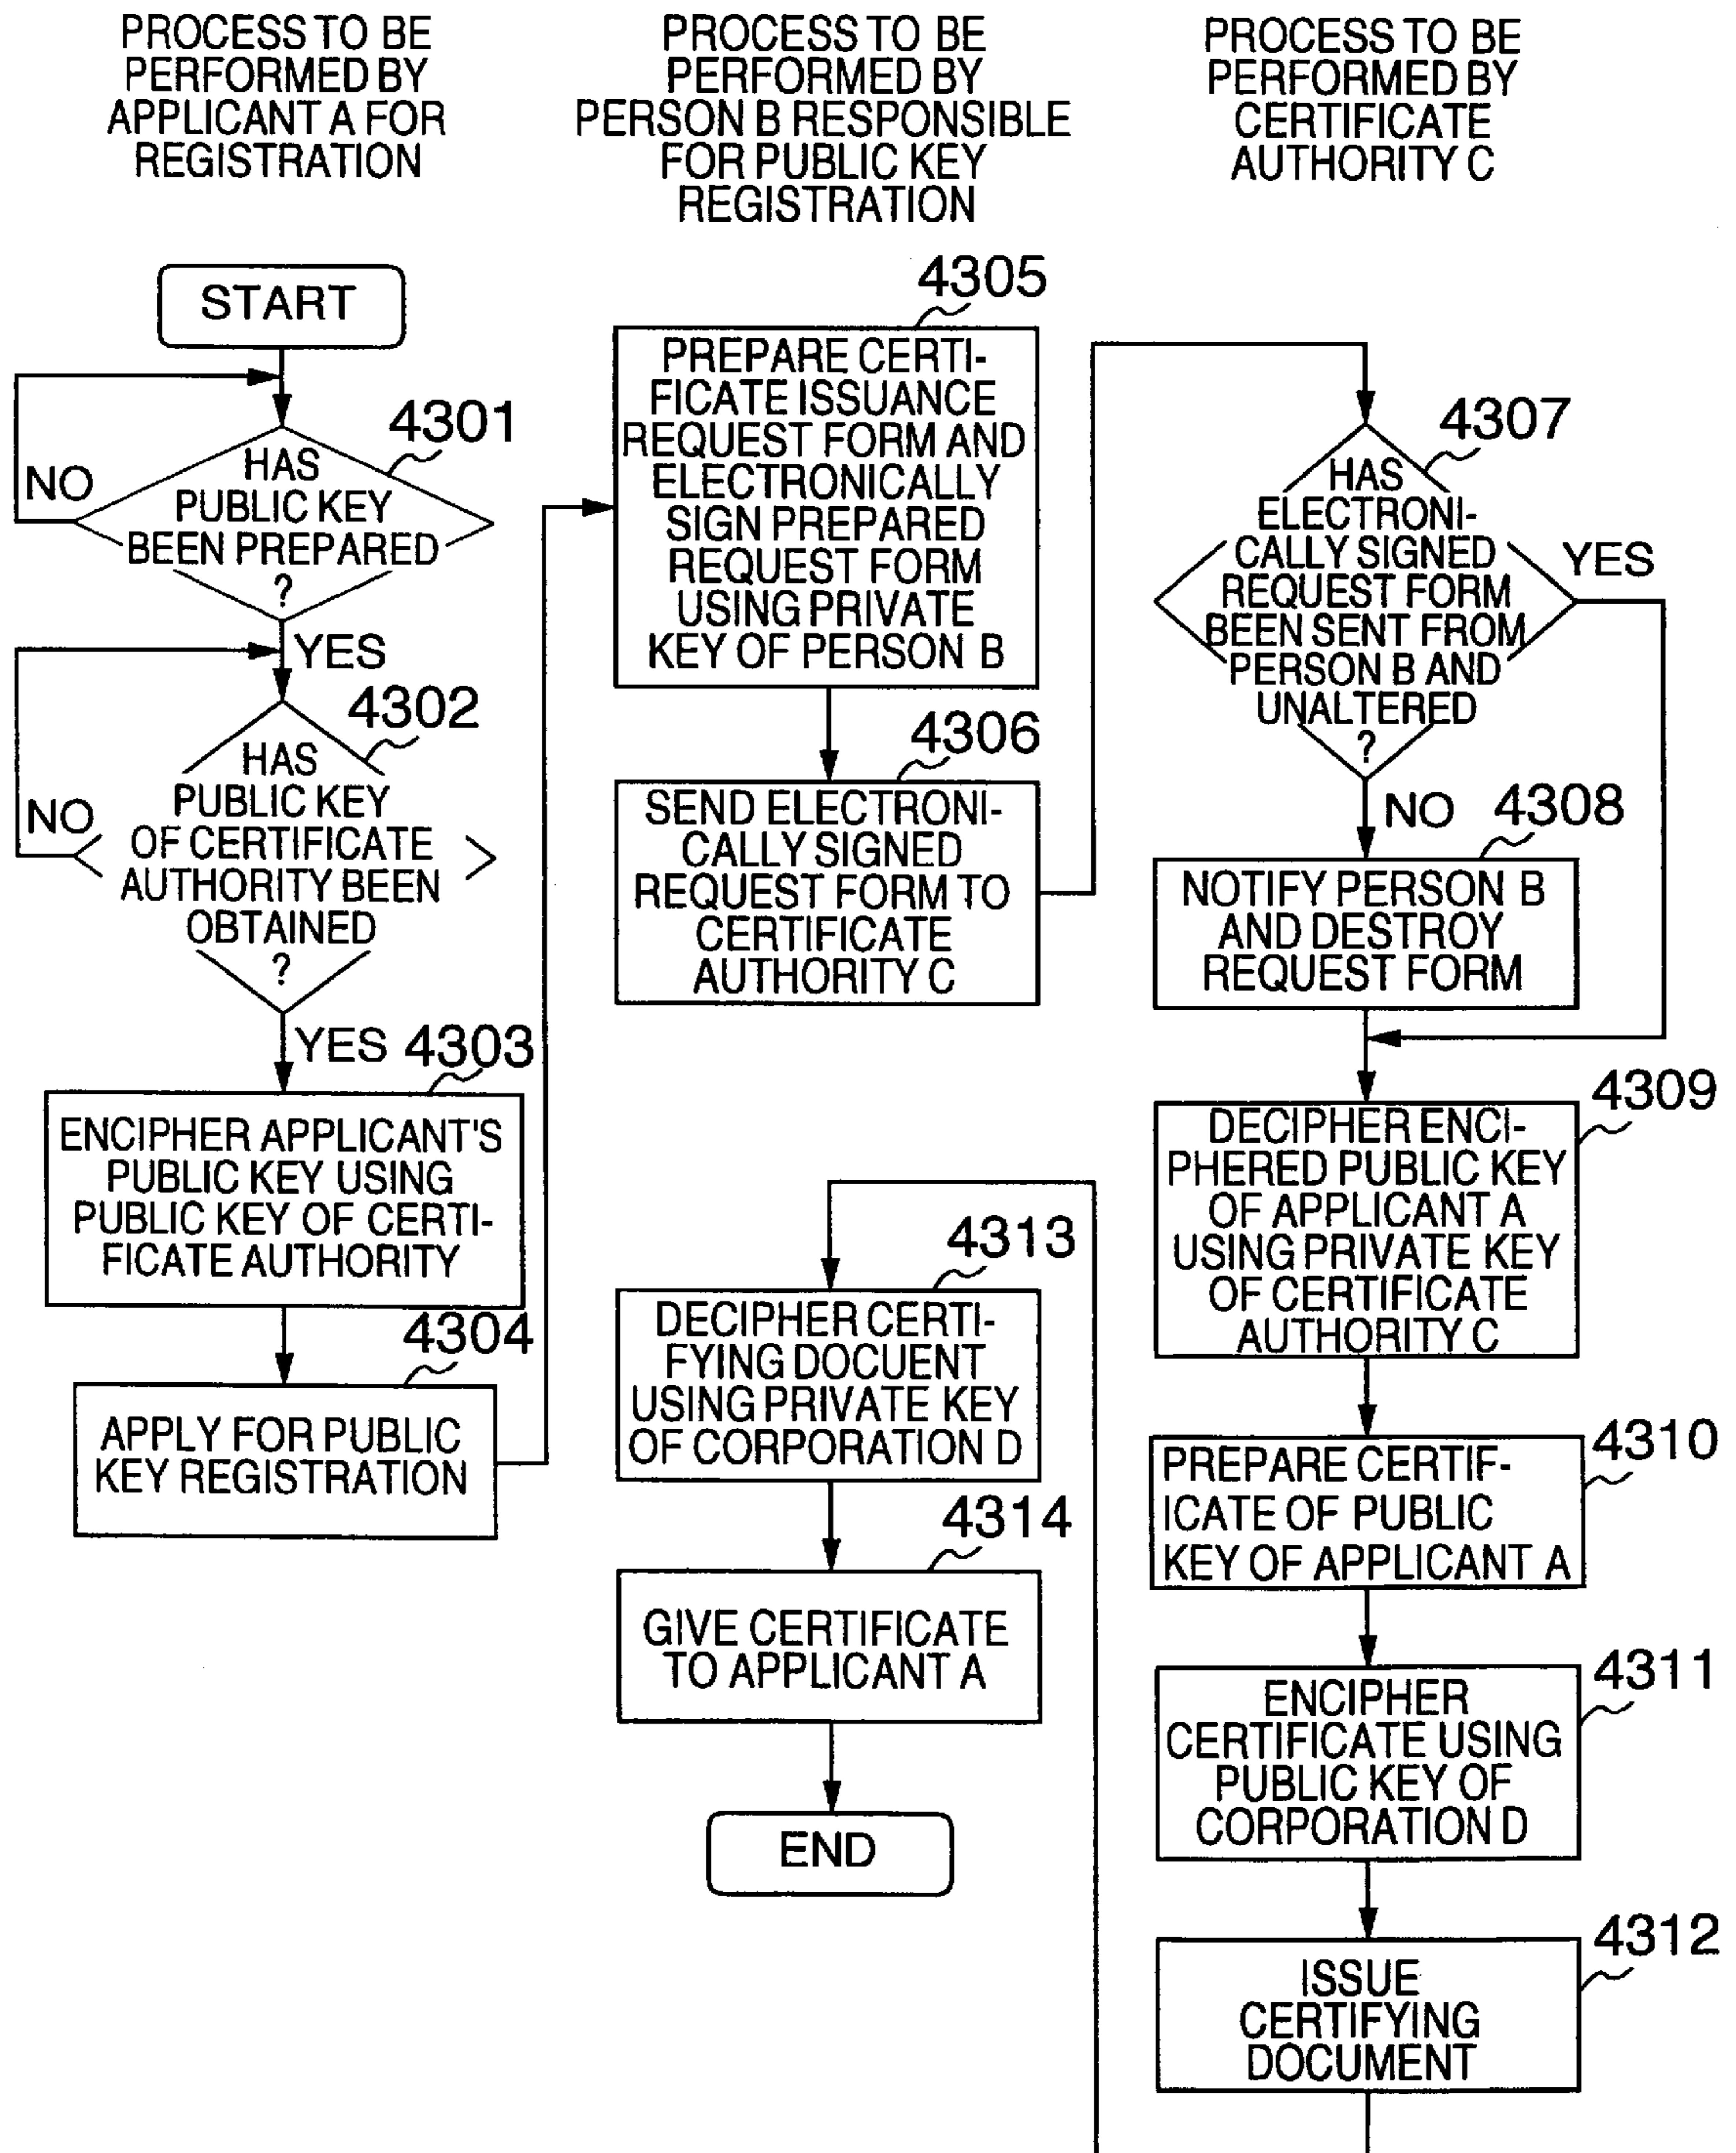 PROCESS TO BE
PERFORMED BY
APPLICANT A FOR
REGISTRATION
PROCESS TO BE
PERFORMED BY
PERSON B RESPONSIBLE
FOR PUBLIC KEY
REGISTRATION
PROCESS TO BE
PERFORMED BY
CERTIFICATE
AUTHORITY C
START
4301
HAS
PUBLIC KEY
BEEN PREPARED
?
NO
YES
4302
HAS
PUBLIC KEY
OF CERTIFICATE
AUTHORITY BEEN
OBTAINED
?
NO
YES
4303
ENCIPHER APPLICANT'S
PUBLIC KEY USING
PUBLIC KEY OF CERTI-
FICATE AUTHORITY
4304
APPLY FOR PUBLIC
KEY REGISTRATION
4305
PREPARE CERTI-
FICATE ISSUANCE
REQUEST FORM AND
ELECTRONICALLY
SIGN PREPARED
REQUEST FORM
USING PRIVATE
KEY OF PERSON B
4306
SEND ELECTRONI-
CALLY SIGNED
REQUEST FORM TO
CERTIFICATE
AUTHORITY C
4307
HAS
ELECTRONI-
CALLY SIGNED
REQUEST FORM
BEEN SENT FROM
PERSON B AND
UNALTERED
?
YES
NO
4308
NOTIFY PERSON B
AND DESTROY
REQUEST FORM
4309
DECIPHER ENCI-
PHERED PUBLIC KEY
OF APPLICANT A
USING PRIVATE KEY
OF CERTIFICATE
AUTHORITY C
4310
PREPARE CERTIF-
ICATE OF PUBLIC
KEY OF APPLICANT A
4311
ENCIPHER
CERTIFICATE USING
PUBLIC KEY OF
CORPORATION D
4312
ISSUE
CERTIFYING
DOCUMENT
4313
DECIPHER CERTI-
FYING DOCUENT
USING PRIVATE KEY
OF CORPORATION D
4314
GIVE CERTIFICATE
TO APPLICANT A
END